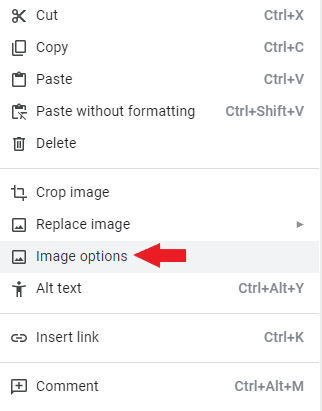 Cut Ctrl+X
Copy Ctrl+C
Paste Ctrl+V
Paste without formatting Ctrl+Shift+V
Delete
Crop image
Replace image
Image options
Alt text Ctrl+Alt+Y
Insert link Ctrl+K
Comment Ctrl+Alt+M